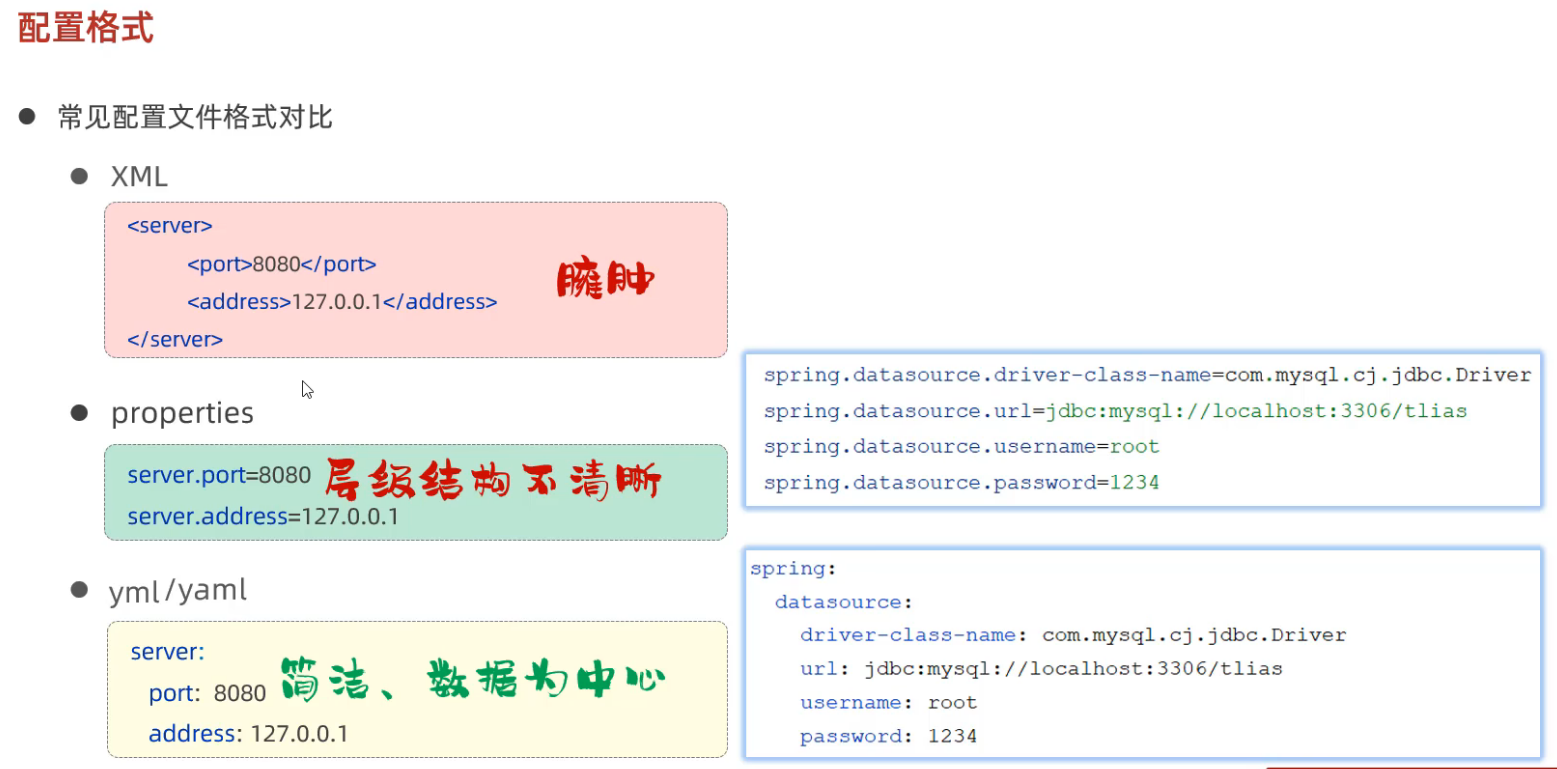 配置格式
常见配置文件格式对比
XML
<server>
<port>8080</port>
<address>127.0.0.1</address>
</server>
臃肿
properties
server.port=8080
server.address=127.0.0.1
层级结构不清晰
spring.datasource.driver-class-name=com.mysql.cj.jdbc.Driver
spring.datasource.url=jdbc:mysql://localhost:3306/tlias
spring.datasource.username=root
spring.datasource.password=1234
yml/yaml
server:
port: 8080
address: 127.0.0.1
简洁、数据为中心
spring:
datasource:
driver-class-name: com.mysql.cj.jdbc.Driver
url: jdbc:mysql://localhost:3306/tlias
username: root
password: 1234